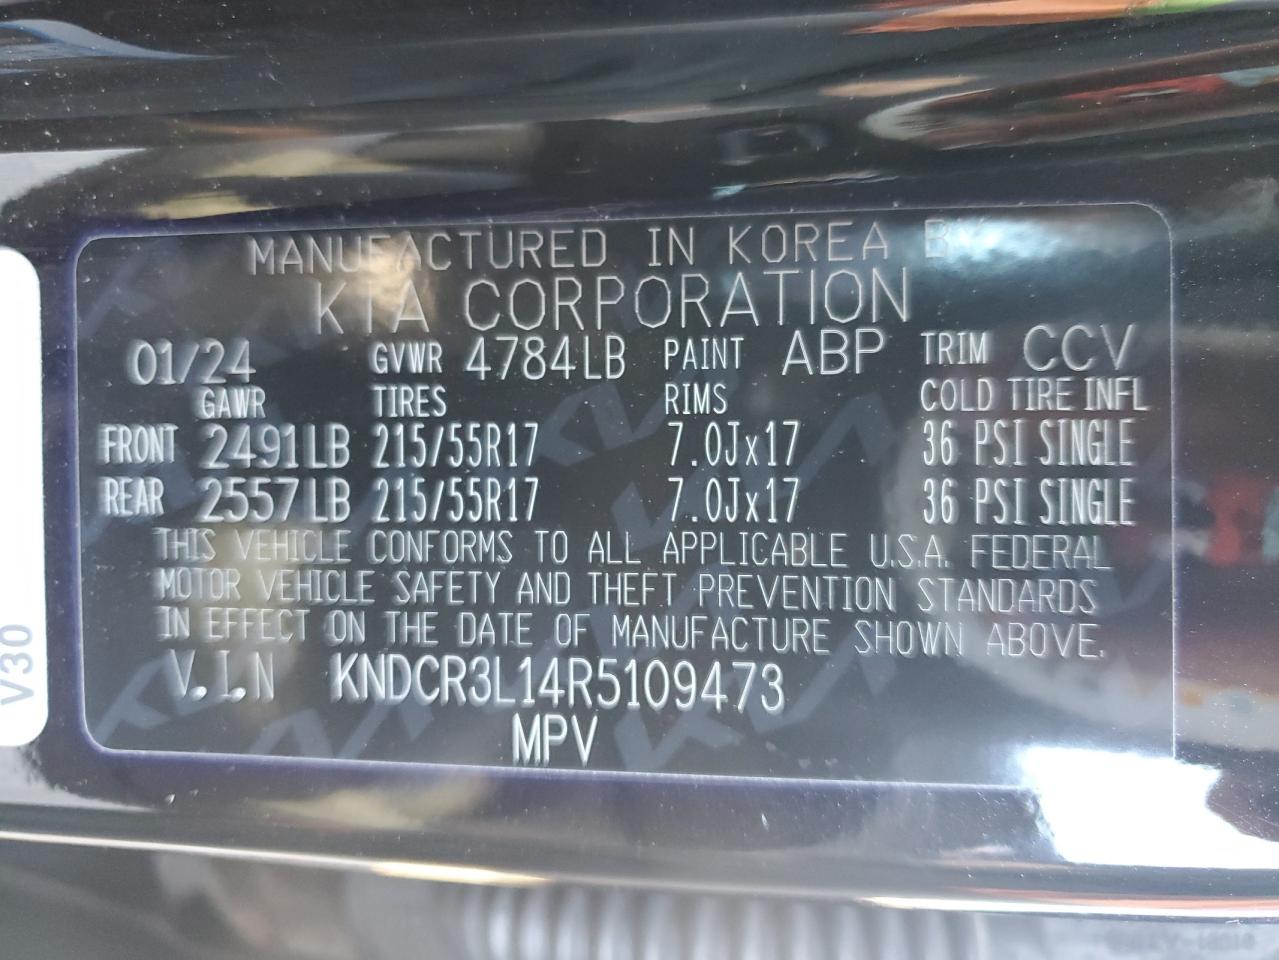 MANUFACTURED IN KOREA BY
KIA CORPORATION
01/24 GVWR 4784LB PAINT ABP TRIM CCV
GAWR TIRES RIMS COLD TIRE INFL
FRONT 2491LB 215/55R17 7.0Jx17 36 PSI SINGLE
REAR 2557LB 215/55R17 7.0Jx17 36 PSI SINGLE
THIS VEHICLE CONFORMS TO ALL APPLICABLE U.S.A. FEDERAL
MOTOR VEHICLE SAFETY AND THEFT PREVENTION STANDARDS
IN EFFECT ON THE DATE OF MANUFACTURE SHOWN ABOVE.
V.I.N KNDCR3L14R5109473
MPV
V30